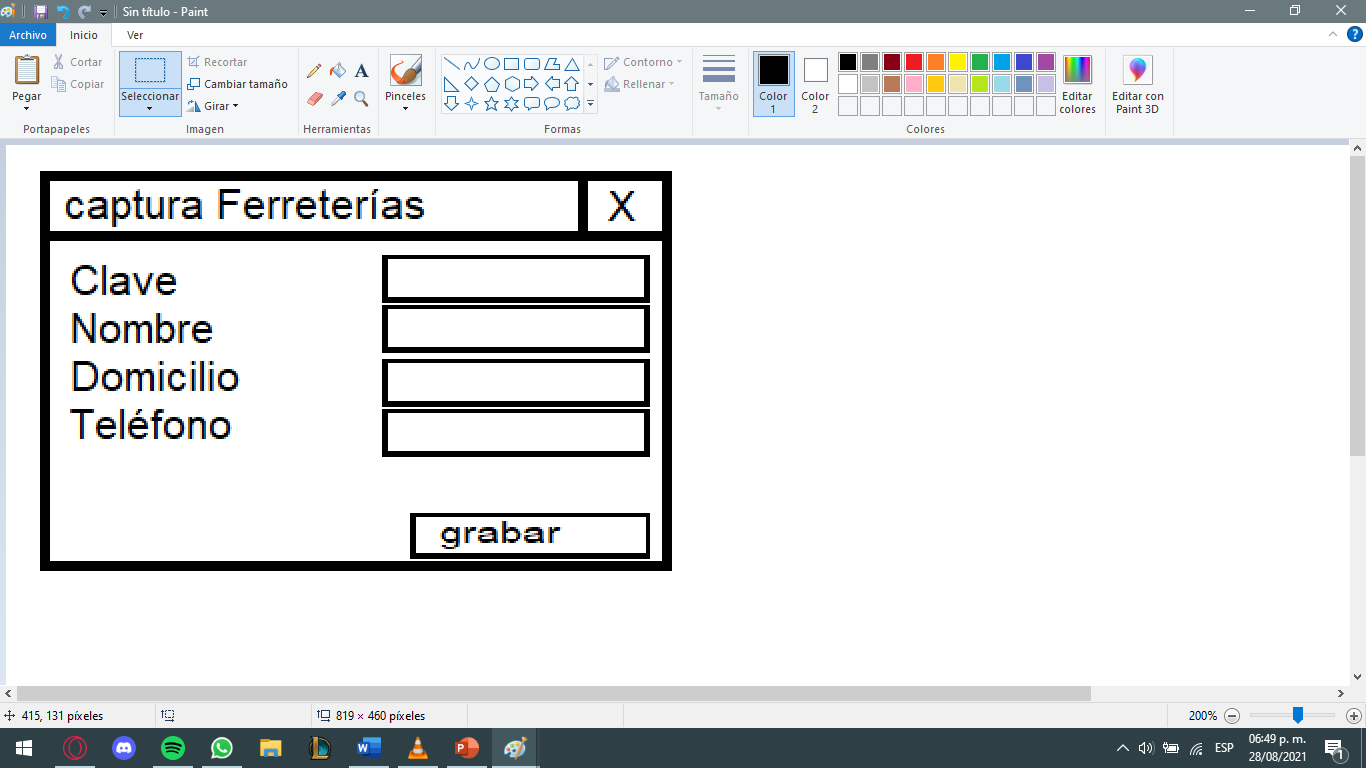 Sin título - Paint
Archivo Inicio Ver
Pegar
Cortar
Copiar
Portapapeles
Seleccionar
Recortar
Cambiar tamaño
Girar
Imagen
A
Herramientas
Pinceles
Contorno
Rellenar
Formas
Tamaño
Color
1
Color
2
Editar
colores
Colores
Editar con
Paint 3D
captura Ferreterías X
Clave
Nombre
Domicilio
Teléfono
grabar
415, 131 píxeles
819 × 460 píxeles
200%
ESP
06:49 p. m.
28/08/2021
1